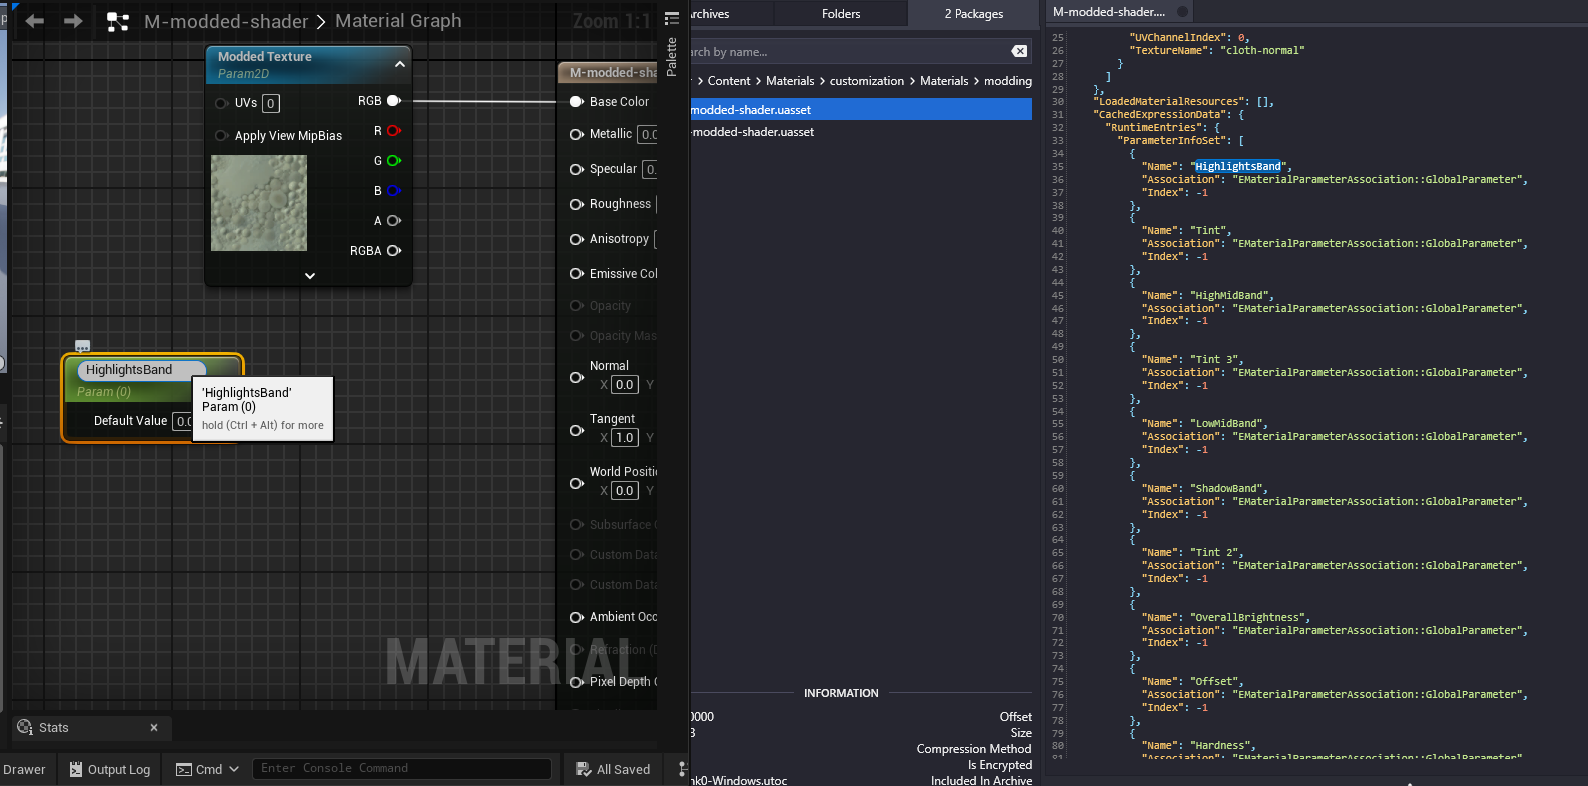 M-modded-shader > Material Graph
Zoom 1:1
Palette
Modded Texture
Param2D
UVs 0
RGB
Apply View MipBias
R
G
B
A
RGBA
M-modded-sha
Base Color
Metallic 0.0
Specular 0.
Roughness
Anisotropy
Emissive Col
Opacity
Opacity Mas
Normal
X 0.0 Y
Tangent
X 1.0 Y
World Positi
X 0.0 Y
Subsurface C
Custom Data
Custom Data
Ambient Occ
Refraction (D
Pixel Depth O
HighlightsBand
Param (0)
Default Value 0.0
'HighlightsBand'
Param (0)
hold (Ctrl + Alt) for more
MATERIAL
Stats ×
Drawer
Output Log
Cmd
Enter Console Command
All Saved
rchives
Folders
2 Packages
rch by name...
> Content > Materials > customization > Materials > modding
modded-shader.uasset
-modded-shader.uasset
INFORMATION
0000
Offset
3
Size
Compression Method
Is Encrypted
nk0-Windows.utoc
Included In Archive
M-modded-shader....
25 "UVChannelIndex": 0,
26 "TextureName": "cloth-normal"
27 }
28 ]
29 },
30 "LoadedMaterialResources": [],
31 "CachedExpressionData": {
32 "RuntimeEntries": {
33 "ParameterInfoSet": [
34 {
35 "Name": "HighlightsBand",
36 "Association": "EMaterialParameterAssociation::GlobalParameter",
37 "Index": -1
38 },
39 {
40 "Name": "Tint",
41 "Association": "EMaterialParameterAssociation::GlobalParameter",
42 "Index": -1
43 },
44 {
45 "Name": "HighMidBand",
46 "Association": "EMaterialParameterAssociation::GlobalParameter",
47 "Index": -1
48 },
49 {
50 "Name": "Tint 3",
51 "Association": "EMaterialParameterAssociation::GlobalParameter",
52 "Index": -1
53 },
54 {
55 "Name": "LowMidBand",
56 "Association": "EMaterialParameterAssociation::GlobalParameter",
57 "Index": -1
58 },
59 {
60 "Name": "ShadowBand",
61 "Association": "EMaterialParameterAssociation::GlobalParameter",
62 "Index": -1
63 },
64 {
65 "Name": "Tint 2",
66 "Association": "EMaterialParameterAssociation::GlobalParameter",
67 "Index": -1
68 },
69 {
70 "Name": "OverallBrightness",
71 "Association": "EMaterialParameterAssociation::GlobalParameter",
72 "Index": -1
73 },
74 {
75 "Name": "Offset",
76 "Association": "EMaterialParameterAssociation::GlobalParameter",
77 "Index": -1
78 },
79 {
80 "Name": "Hardness",
81 "Association": "EMaterialParameterAssociation::GlobalParameter",